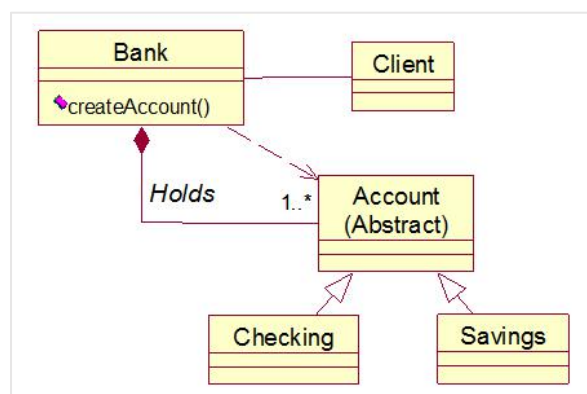 Bank
Client
createAccount()
Holds
1..*
Account
(Abstract)
Checking
Savings